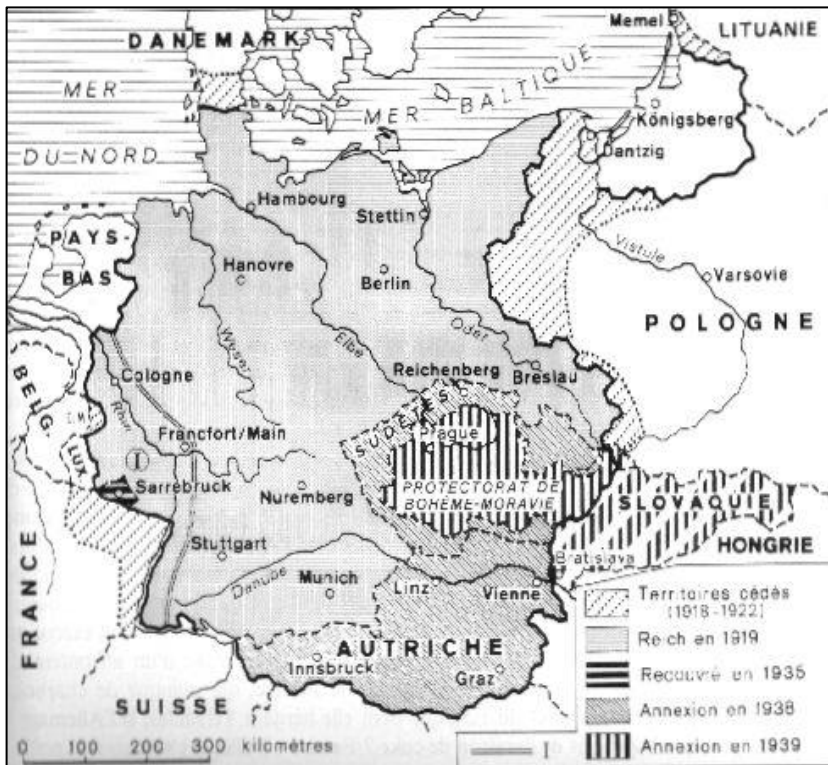 Memel
LITUANIE
DANEMARK
MER
BALTIQUE
MER
DU NORD
MER
Königsberg
Dantzig
Hambourg
Stettin
PAYS-
BAS
Hanovre
Berlin
Vistule
Varsovie
POLOGNE
Weser
Elbe
Oder
Reichenberg
Breslau
Cologne
BELG.
Rhin
E.M.
LUX.
Francfort/Main
SUDÈTES
Prague
I
Sarrebruck
Nuremberg
PROTECTORAT DE
BOHÈME-MORAVIE
SLOVAQUIE
HONGRIE
FRANCE
Stuttgart
Bratislava
Danube
Munich
Linz
Vienne
AUTRICHE
Innsbruck
Graz
SUISSE
0 100 200 300 kilomètres
Territoires cédés
(1918-1922)
Reich en 1919
Recouvré en 1935
Annexion en 1938
I
Annexion en 1939